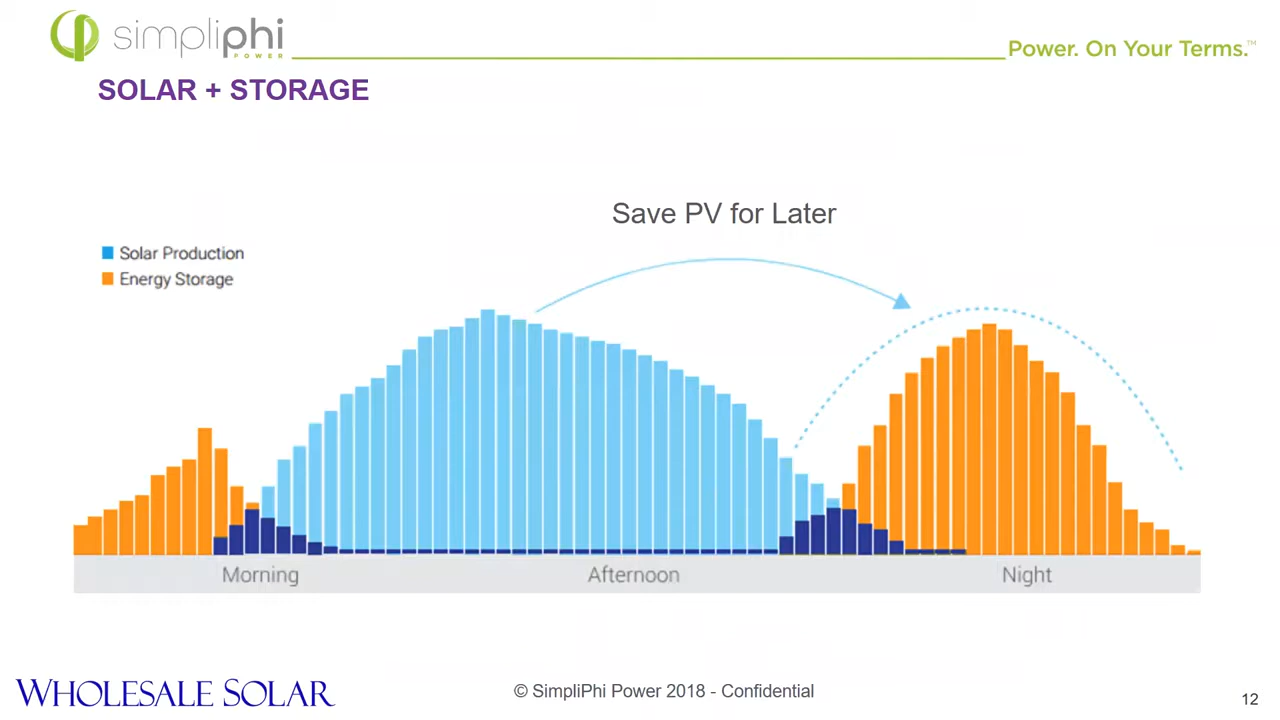 simpliphi
POWER
Power. On Your Terms.™
SOLAR + STORAGE
Save PV for Later
Solar Production
Energy Storage
Morning
Afternoon
Night
WHOLESALE SOLAR
© SimpliPhi Power 2018 - Confidential
12